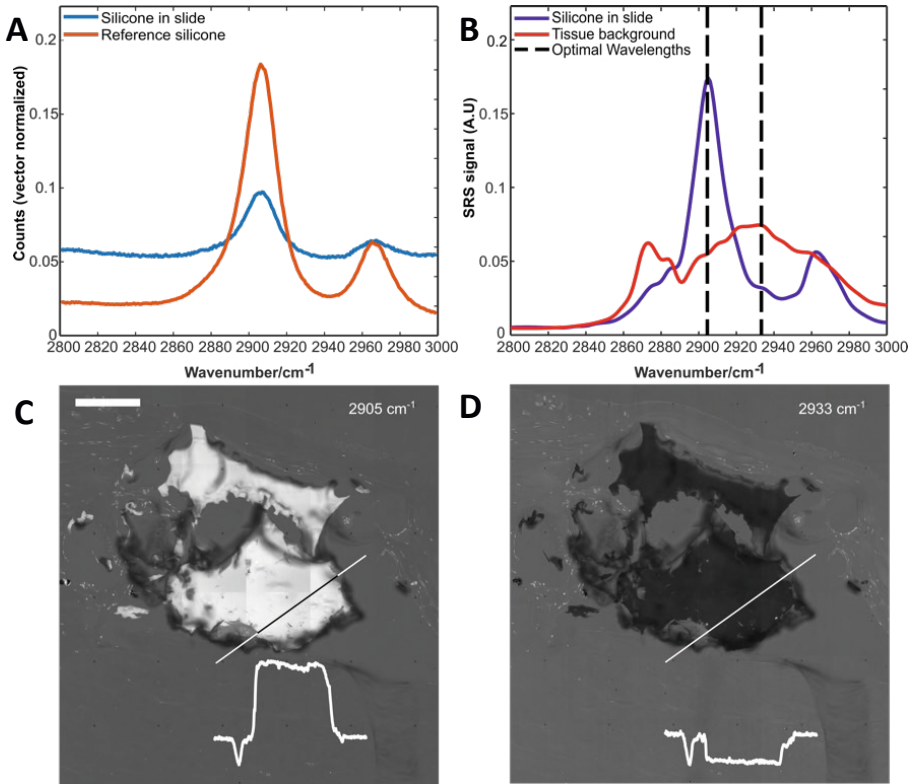 A
Silicone in slide
Reference silicone
Counts (vector normalized)
0.2
0.15
0.1
0.05
0
2800 2820 2840 2860 2880 2900 2920 2940 2960 2980 3000
Wavenumber/cm-1
B
Silicone in slide
Tissue background
Optimal Wavelengths
SRS signal (A.U)
0.2
0.15
0.1
0.05
0
2800 2820 2840 2860 2880 2900 2920 2940 2960 2980 3000
Wavenumber/cm-1
C
2905 cm-1
D
2933 cm-1